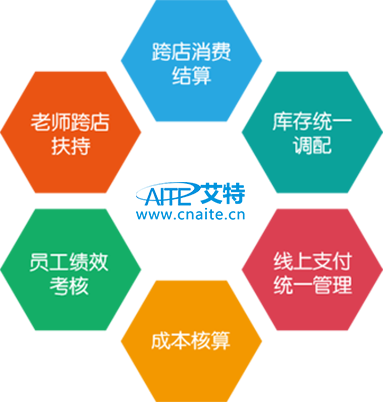 跨店消费
结算
老师跨店
扶持
库存统一
调配
AITE 艾特
www.cnaite.cn
员工绩效
考核
线上支付
统一管理
成本核算